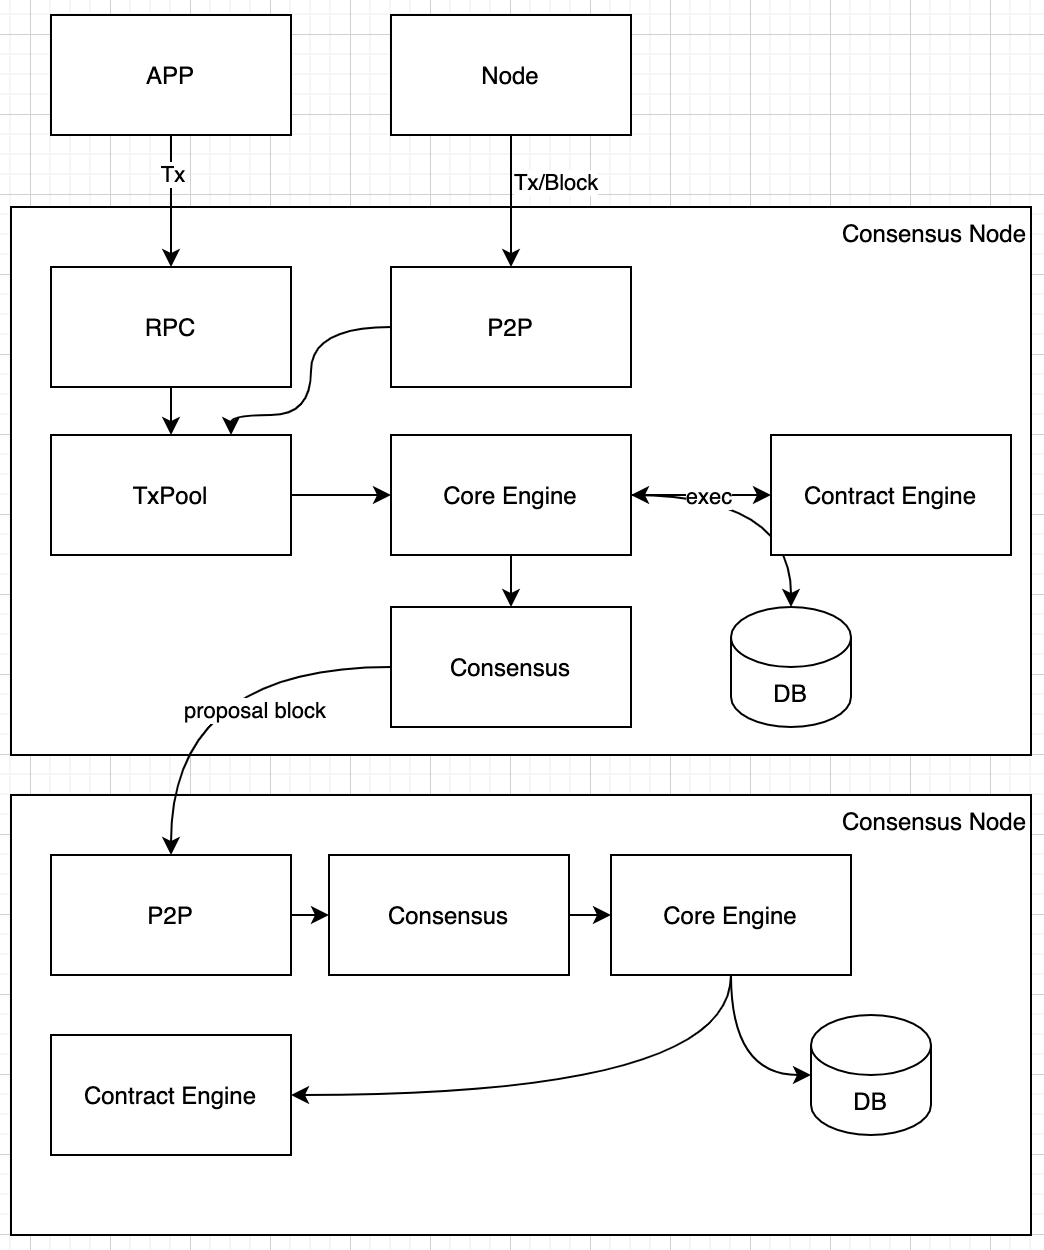 APP
Node
Tx
Tx/Block
Consensus Node
RPC
P2P
TxPool
Core Engine
exec
Contract Engine
Consensus
DB
proposal block
Consensus Node
P2P
Consensus
Core Engine
Contract Engine
DB